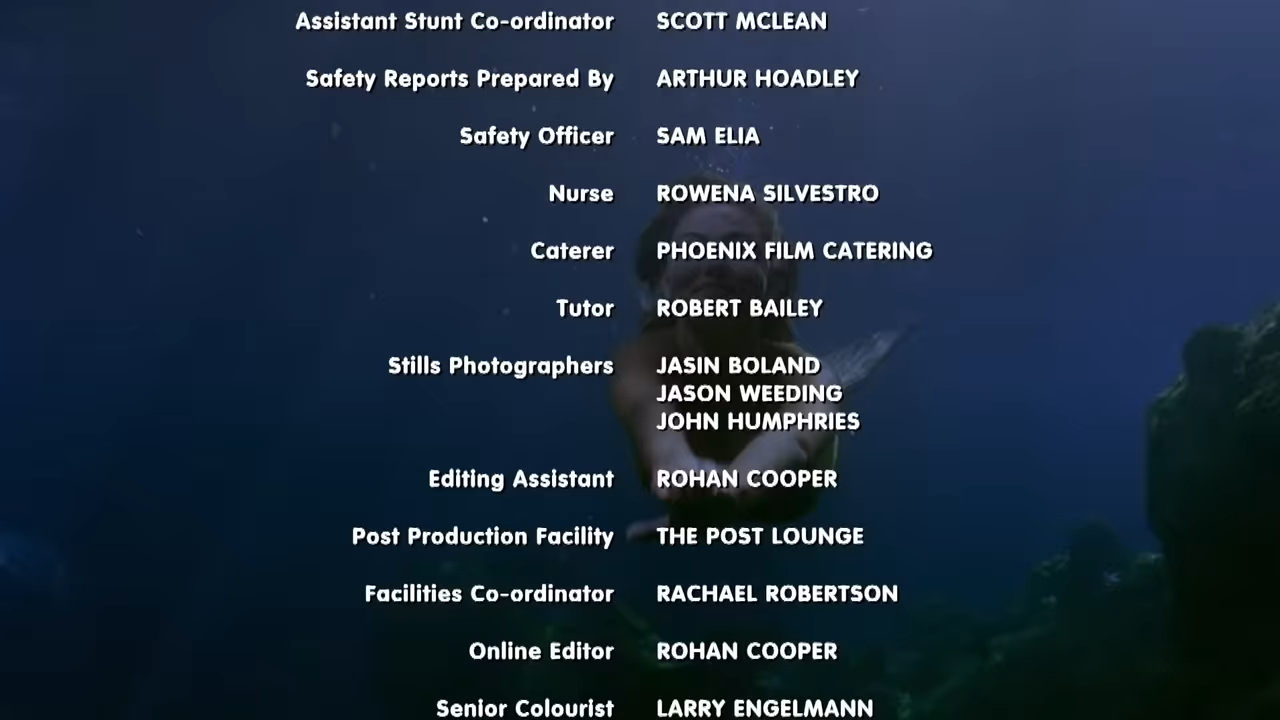 Assistant Stunt Co-ordinator SCOTT MCLEAN
Safety Reports Prepared By ARTHUR HOADLEY
Safety Officer SAM ELIA
Nurse ROWENA SILVESTRO
Caterer PHOENIX FILM CATERING
Tutor ROBERT BAILEY
Stills Photographers JASIN BOLAND
JASON WEEDING
JOHN HUMPHRIES
Editing Assistant ROHAN COOPER
Post Production Facility THE POST LOUNGE
Facilities Co-ordinator RACHAEL ROBERTSON
Online Editor ROHAN COOPER
Senior Colourist LARRY ENGELMANN